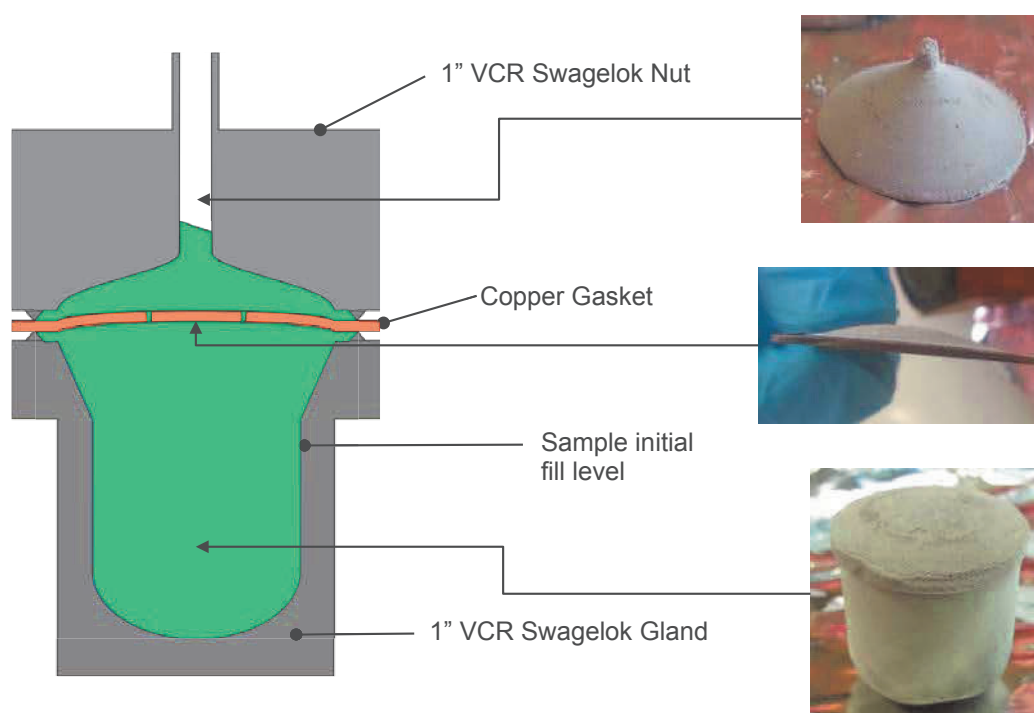 1” VCR Swagelok Nut
Copper Gasket
Sample initial
fill level
1” VCR Swagelok Gland